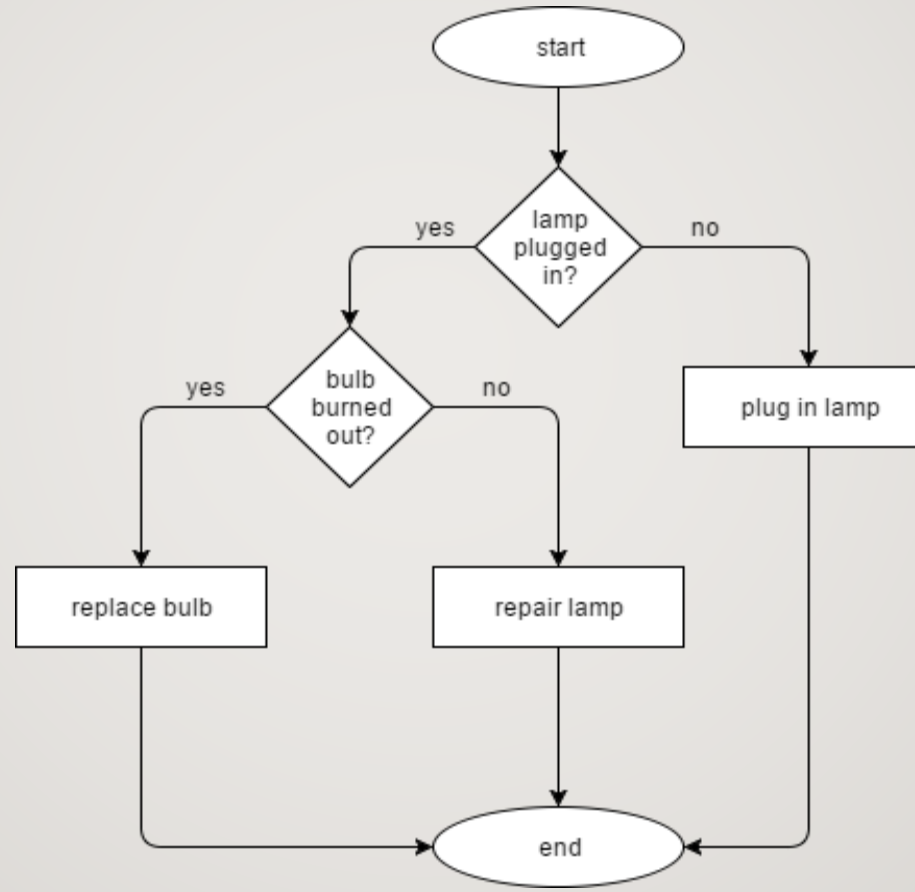 start
lamp
plugged
in?
yes
no
bulb
burned
out?
yes
no
plug in lamp
replace bulb
repair lamp
end